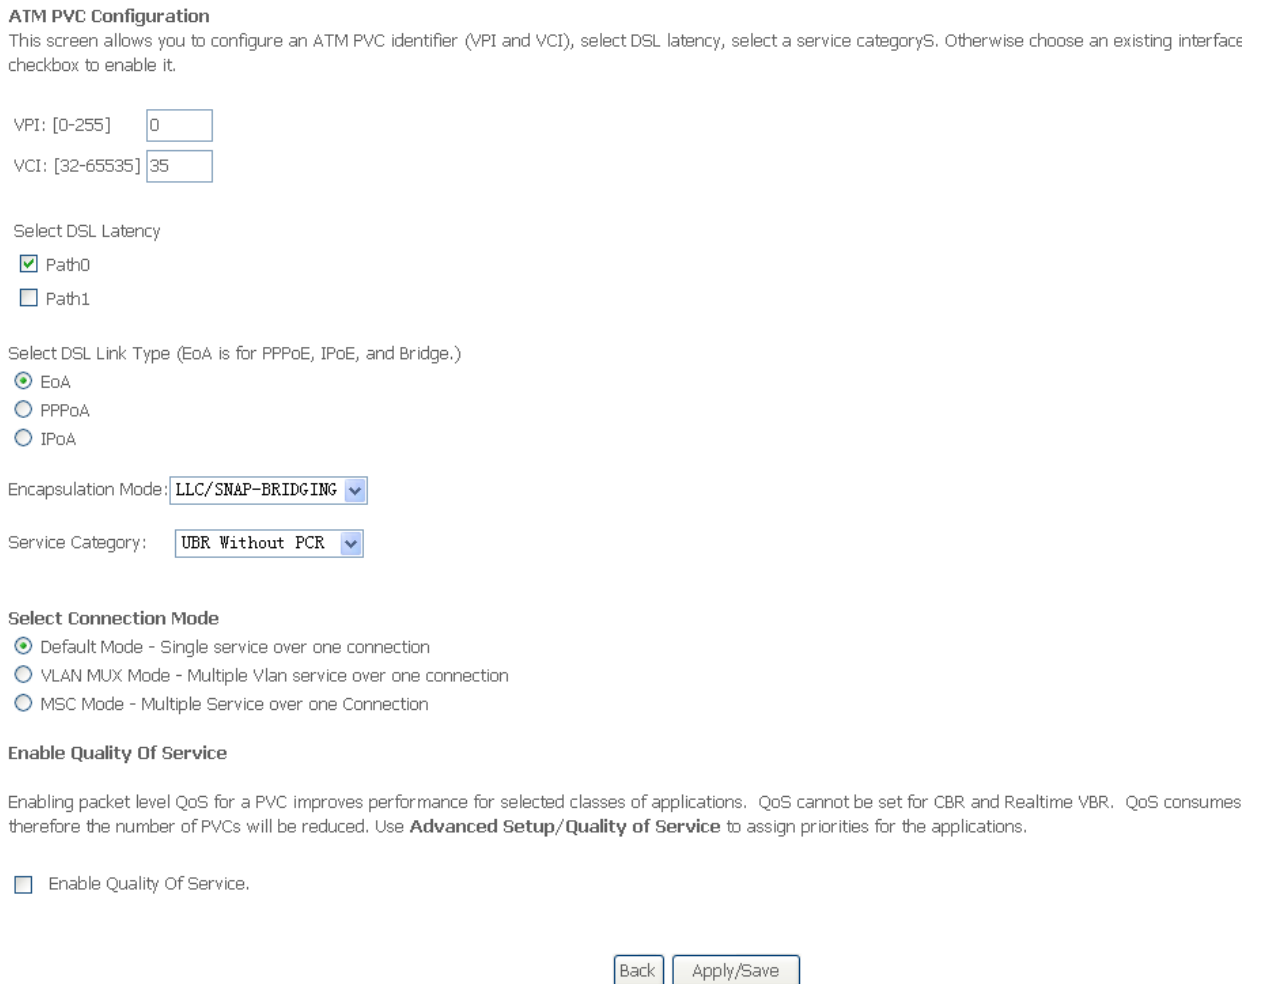 ATM PVC Configuration
This screen allows you to configure an ATM PVC identifier (VPI and VCI), select DSL latency, select a service categoryS. Otherwise choose an existing interface
checkbox to enable it.
VPI: [0-255] 0
VCI: [32-65535] 35
Select DSL Latency
Path0
Path1
Select DSL Link Type (EoA is for PPPoE, IPoE, and Bridge.)
EoA
PPPoA
IPoA
Encapsulation Mode: LLC/SNAP-BRIDGING
Service Category: UBR Without PCR
Select Connection Mode
Default Mode - Single service over one connection
VLAN MUX Mode - Multiple Vlan service over one connection
MSC Mode - Multiple Service over one Connection
Enable Quality Of Service
Enabling packet level QoS for a PVC improves performance for selected classes of applications. QoS cannot be set for CBR and Realtime VBR. QoS consumes
therefore the number of PVCs will be reduced. Use Advanced Setup/Quality of Service to assign priorities for the applications.
Enable Quality Of Service.
Back Apply/Save